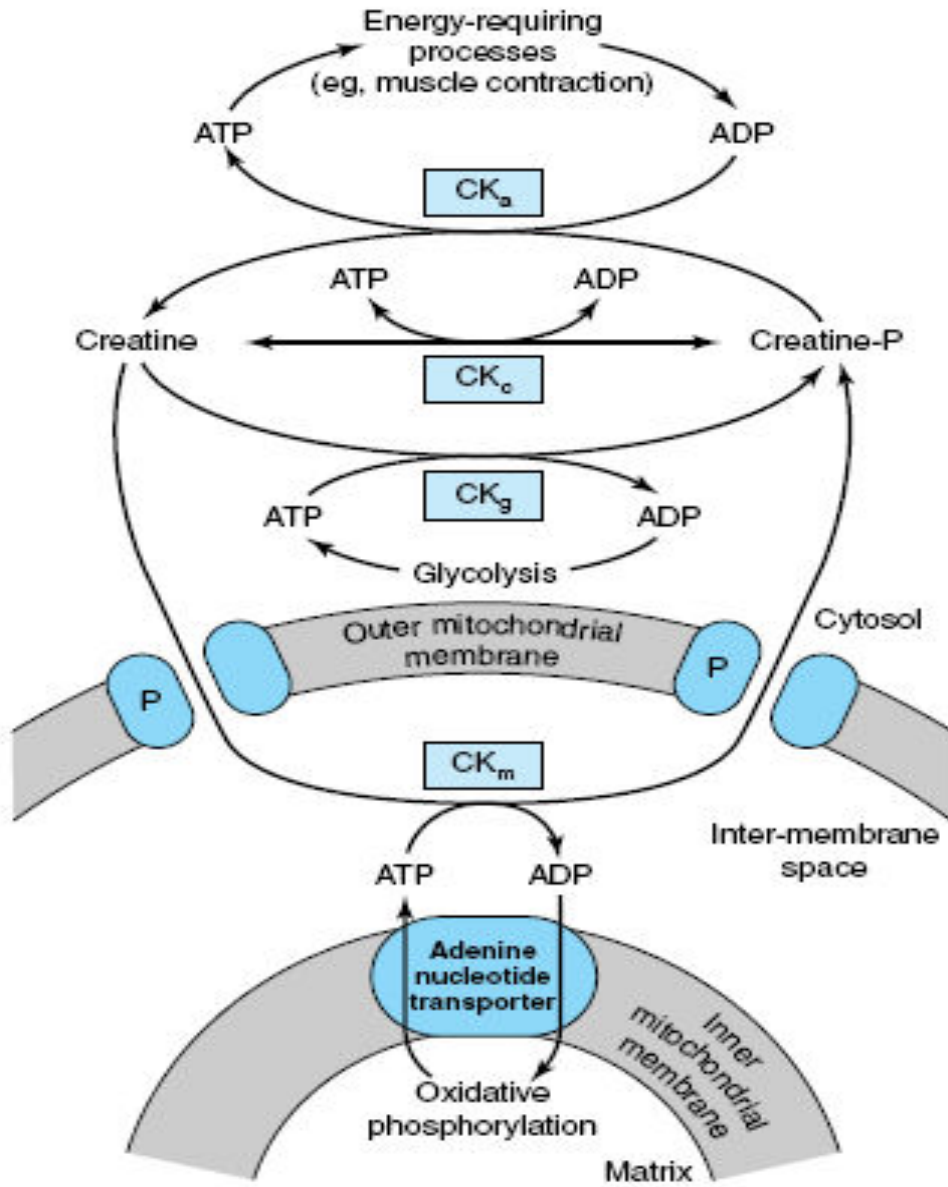 Energy-requiring
processes
(eg, muscle contraction)
ATP
ADP
CKa
ATP
ADP
Creatine
Creatine-P
CKc
CKg
ATP
ADP
Glycolysis
Cytosol
Outer mitochondrial
membrane
P
P
CKm
Inter-membrane
space
ATP
ADP
Adenine
nucleotide
transporter
Inner
mitochondrial
membrane
Oxidative
phosphorylation
Matrix